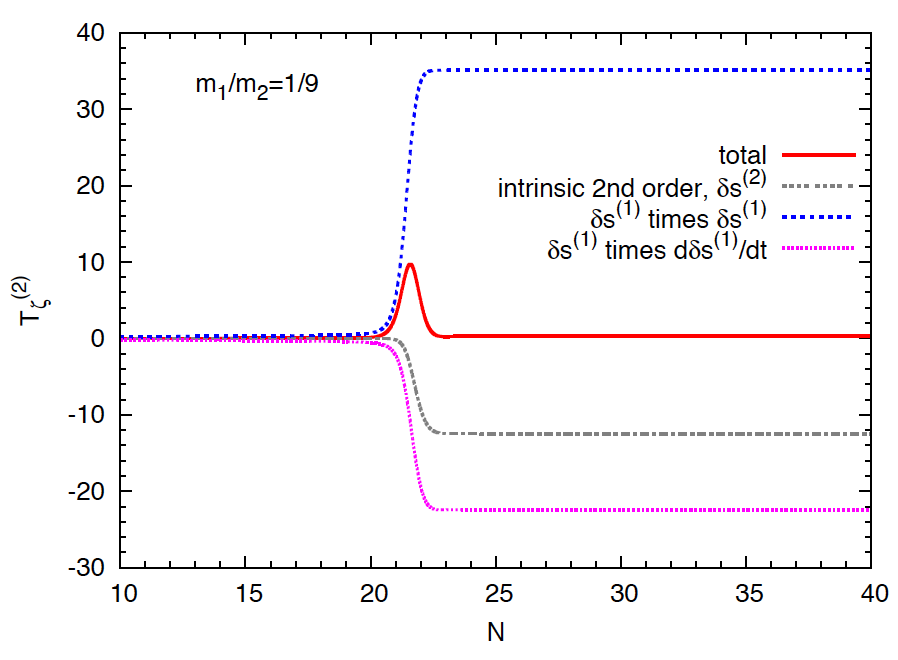 40
30
20
10
0
-10
-20
-30
10
15
20
25
30
35
40
N
Tζ(2)
m1/m2=1/9
total
intrinsic 2nd order, δs(2)
δs(1) times δs(1)
δs(1) times dδs(1)/dt